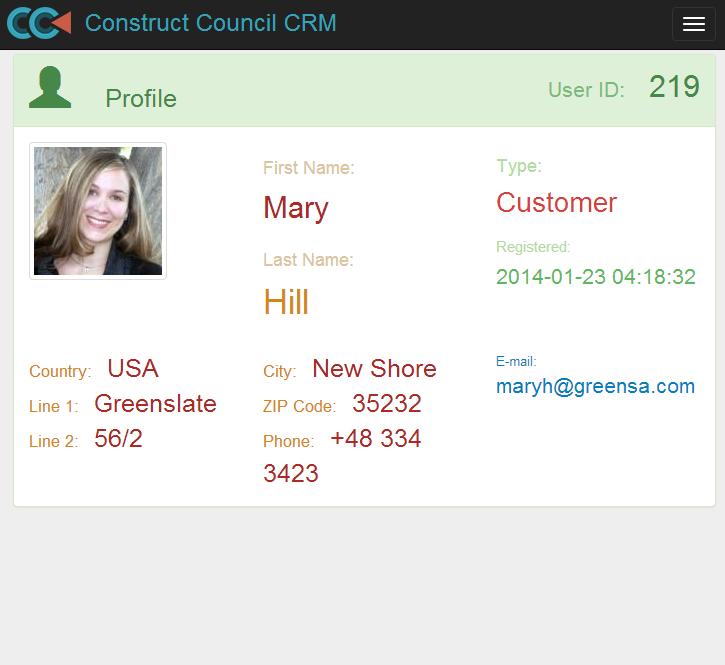 Construct Council CRM
Profile
User ID: 219
First Name:
Mary
Last Name:
Hill
Type:
Customer
Registered:
2014-01-23 04:18:32
Country: USA
Line 1: Greenslate
Line 2: 56/2
City: New Shore
ZIP Code: 35232
Phone: +48 334
3423
E-mail:
maryh@greensa.com